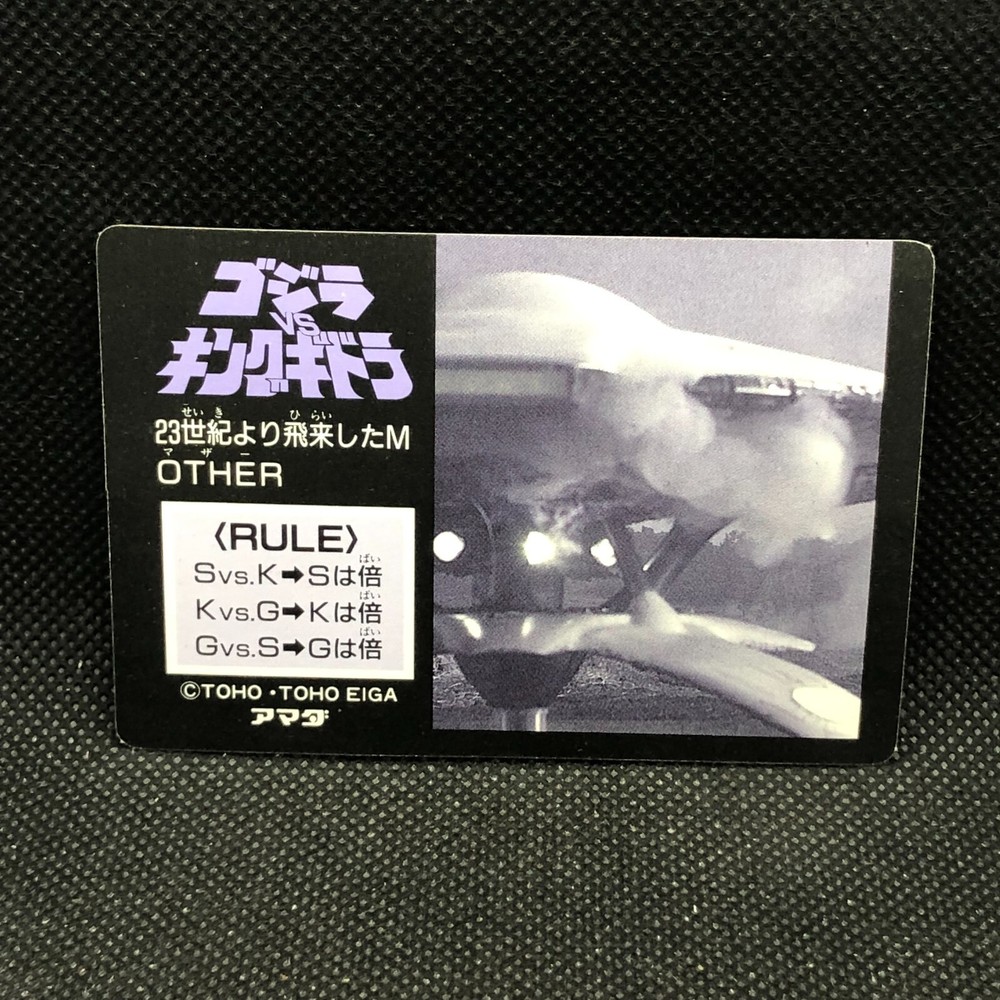 ゴジラ
VS
キングギドラ
せいき ひらい
23世紀より飛来したM
マザー
OTHER
〈RULE〉
ばい
Svs.K➡Sは倍
ばい
Kvs.G➡Kは倍
ばい
Gvs.S➡Gは倍
©TOHO・TOHO EIGA
アマダ